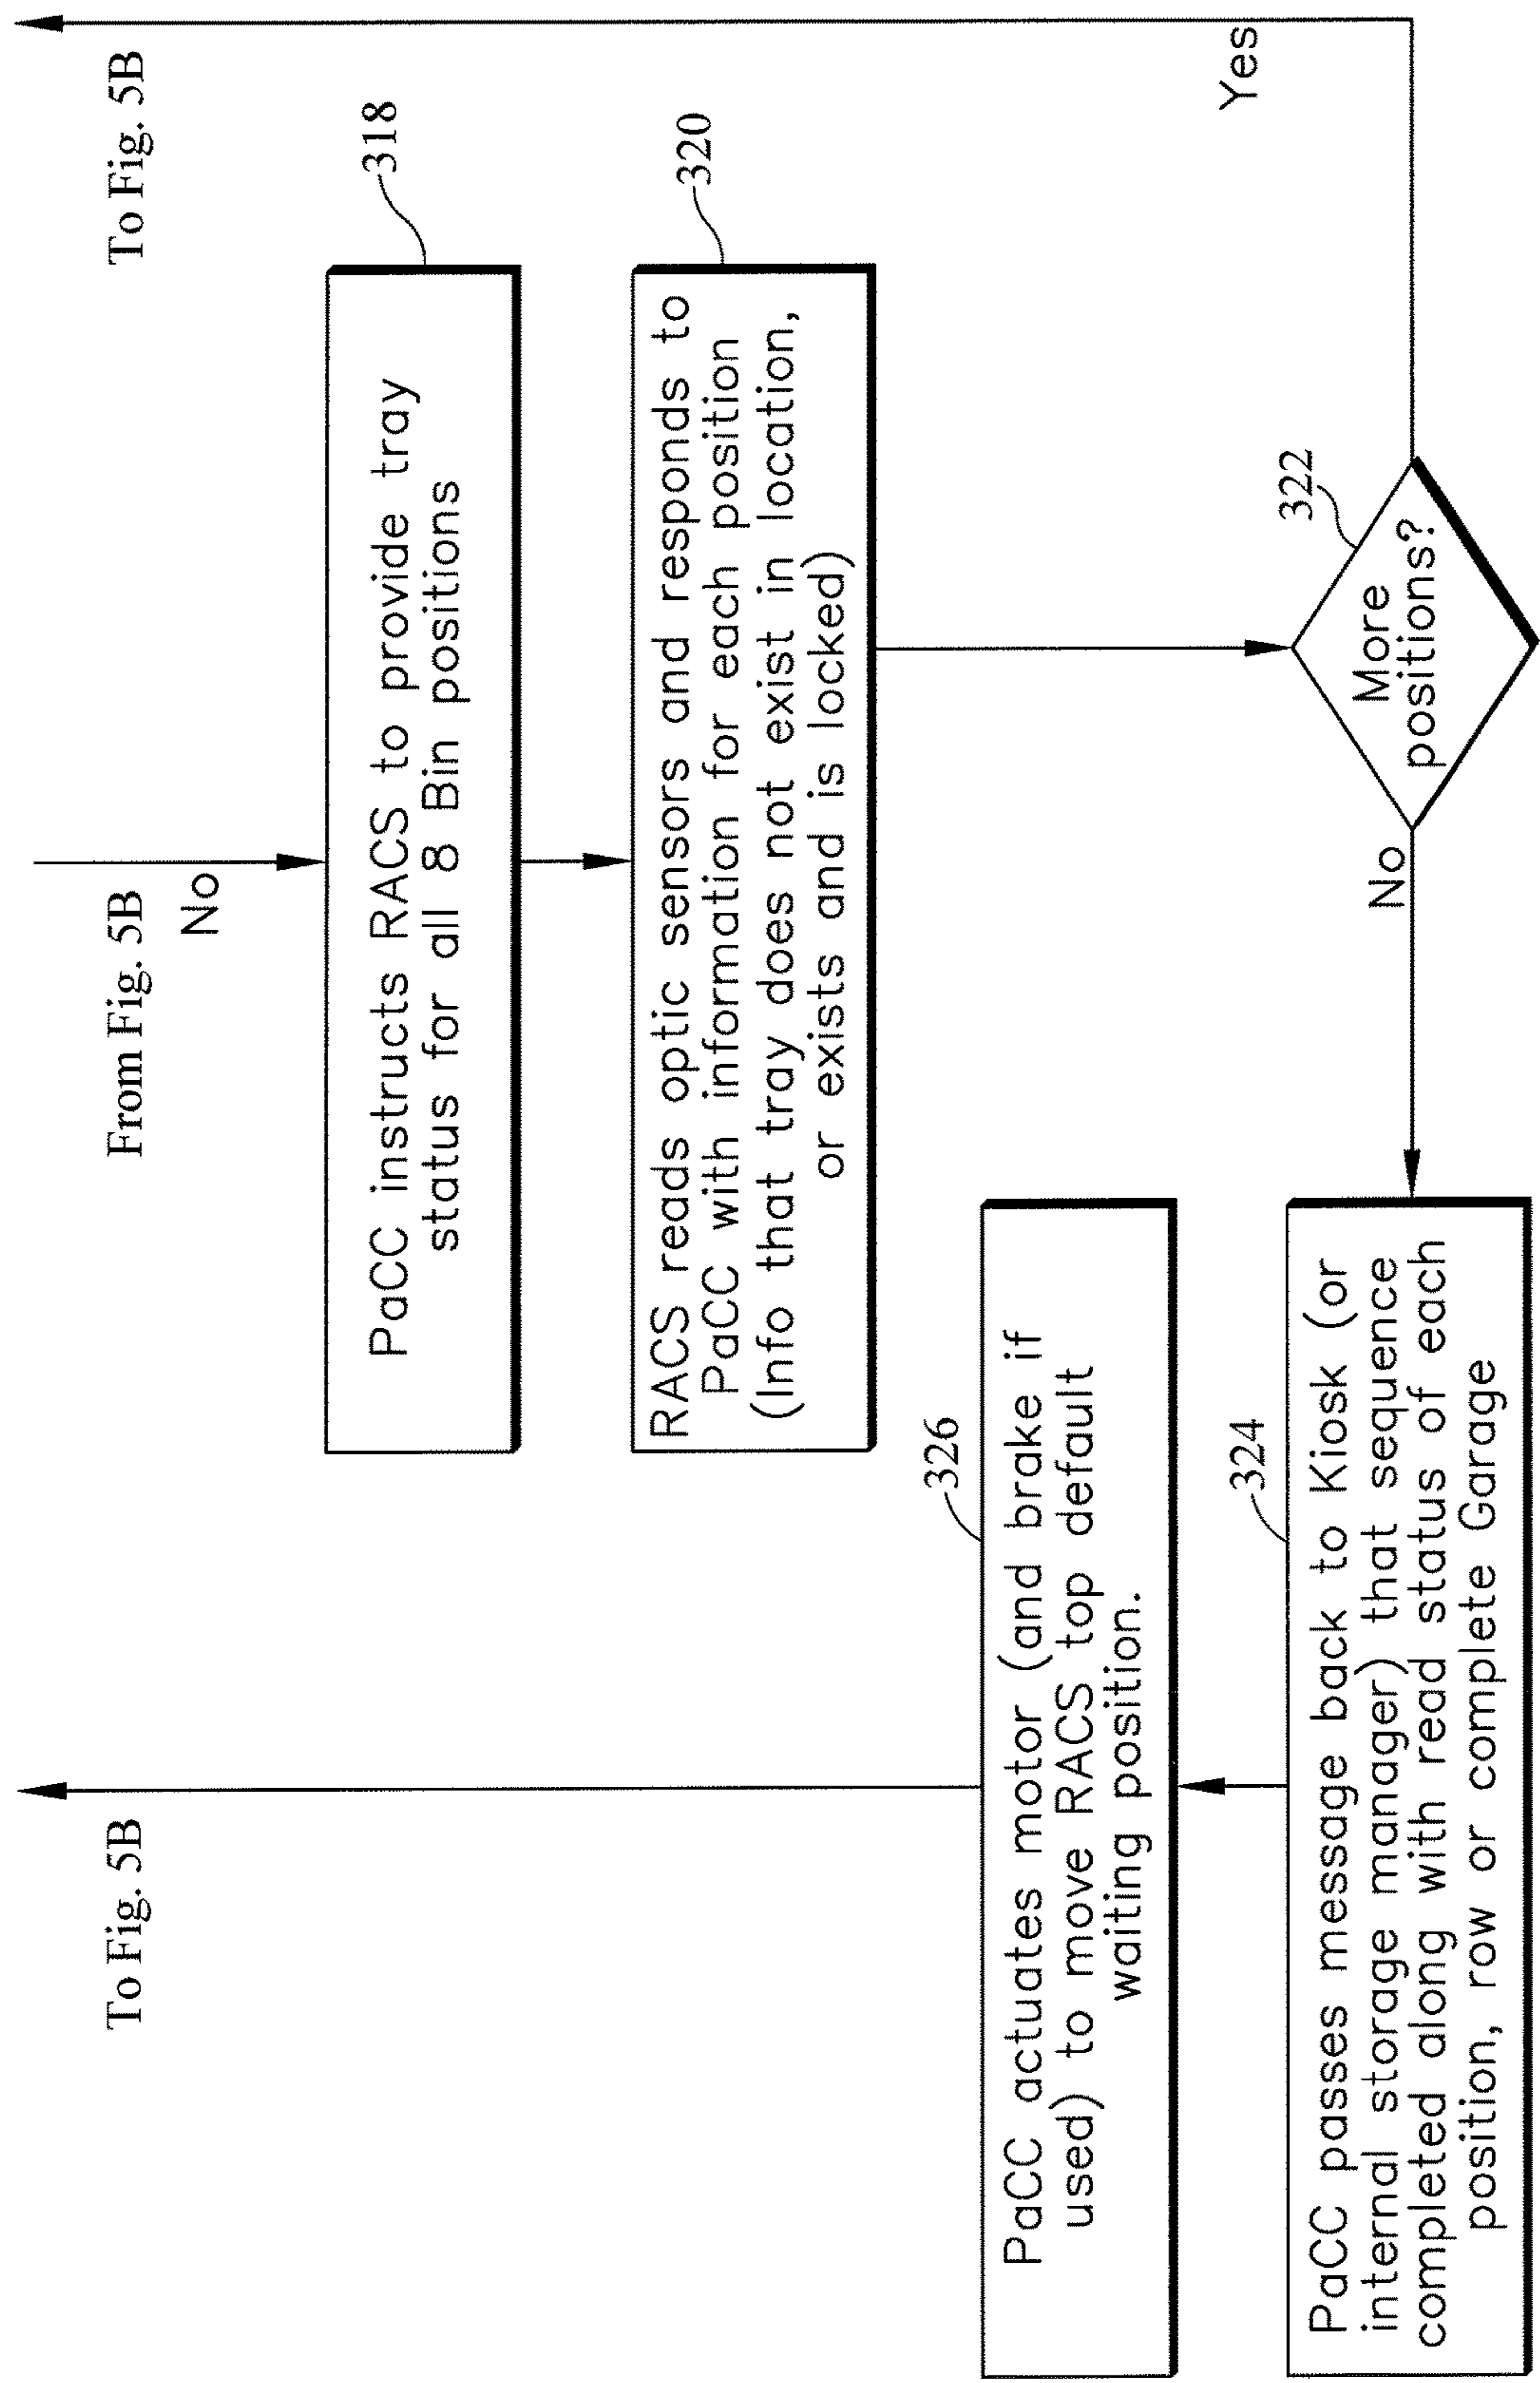 To Fig. 5B
From Fig. 5B
To Fig. 5B
No
PaCC instructs RACS to provide tray
status for all 8 Bin positions
318
RACS reads optic sensors and responds to
PaCC with information for each position
(Info that tray does not exist in location,
or exists and is locked)
320
More
positions?
322
Yes
No
326
PaCC actuates motor (and brake if
used) to move RACS top default
waiting position.
324
PaCC passes message back to Kiosk (or
internal storage manager) that sequence
completed along with read status of each
position, row or complete Garage